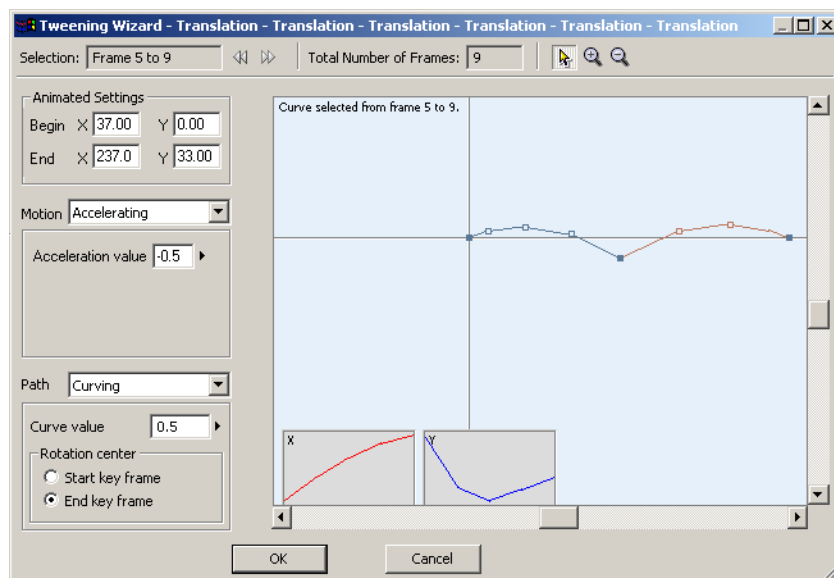 Tweening Wizard - Translation - Translation - Translation - Translation - Translation - Translation
Selection: Frame 5 to 9 Total Number of Frames: 9
Animated Settings
Begin X 37.00 Y 0.00
End X 237.0 Y 33.00
Motion Accelerating
Acceleration value -0.5
Path Curving
Curve value 0.5
Rotation center
Start key frame
End key frame
Curve selected from frame 5 to 9.
X Y
OK Cancel